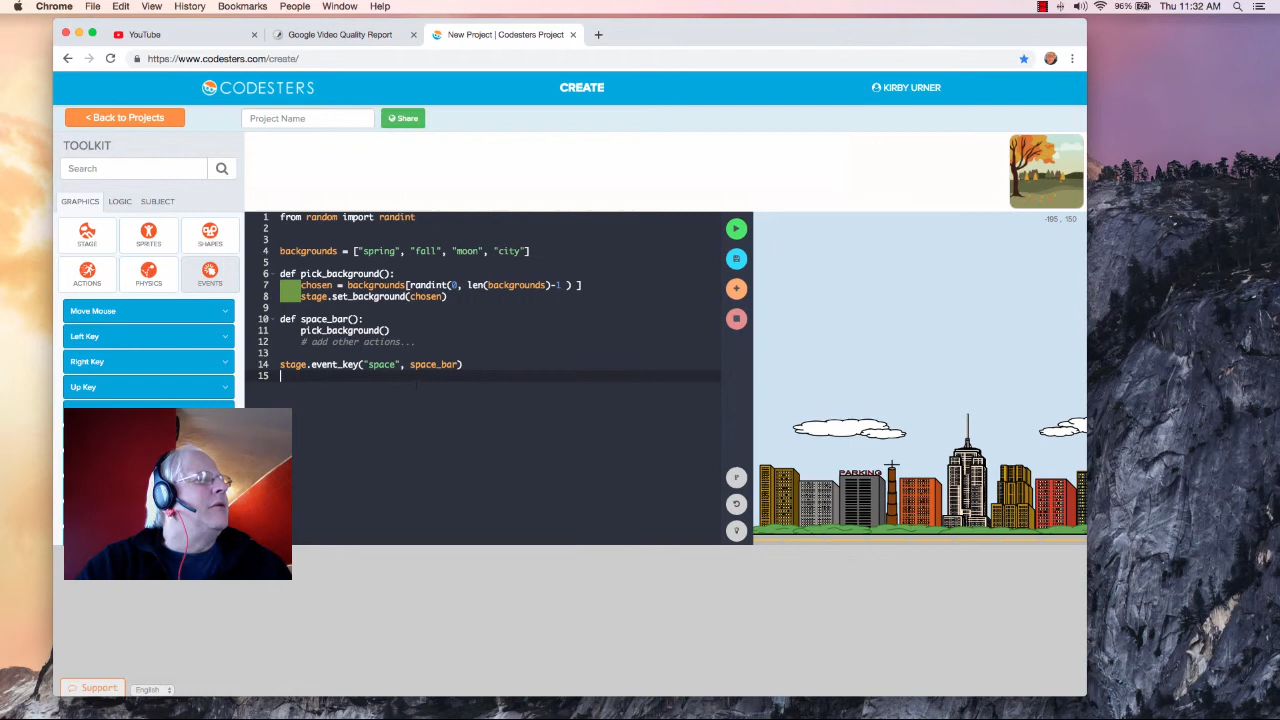 Chrome File Edit View History Bookmarks People Window Help 96% Thu 11:32 AM
YouTube Google Video Quality Report New Project | Codesters Project
https://www.codesters.com/create/
CODESTERS CREATE KIRBY URNER
< Back to Projects Project Name Share
TOOLKIT
Search
GRAPHICS LOGIC SUBJECT
STAGE SPRITES SHAPES
ACTIONS PHYSICS EVENTS
Move Mouse
Left Key
Right Key
Up Key
-195, 150
1 from random import randint
2
3
4 backgrounds = ["spring", "fall", "moon", "city"]
5
6 def pick_background():
7 chosen = backgrounds[randint(0, len(backgrounds)-1 ) ]
8 stage.set_background(chosen)
9
10 def space_bar():
11 pick_background()
12 # add other actions...
13
14 stage.event_key("space", space_bar)
15
PARKING
Support English